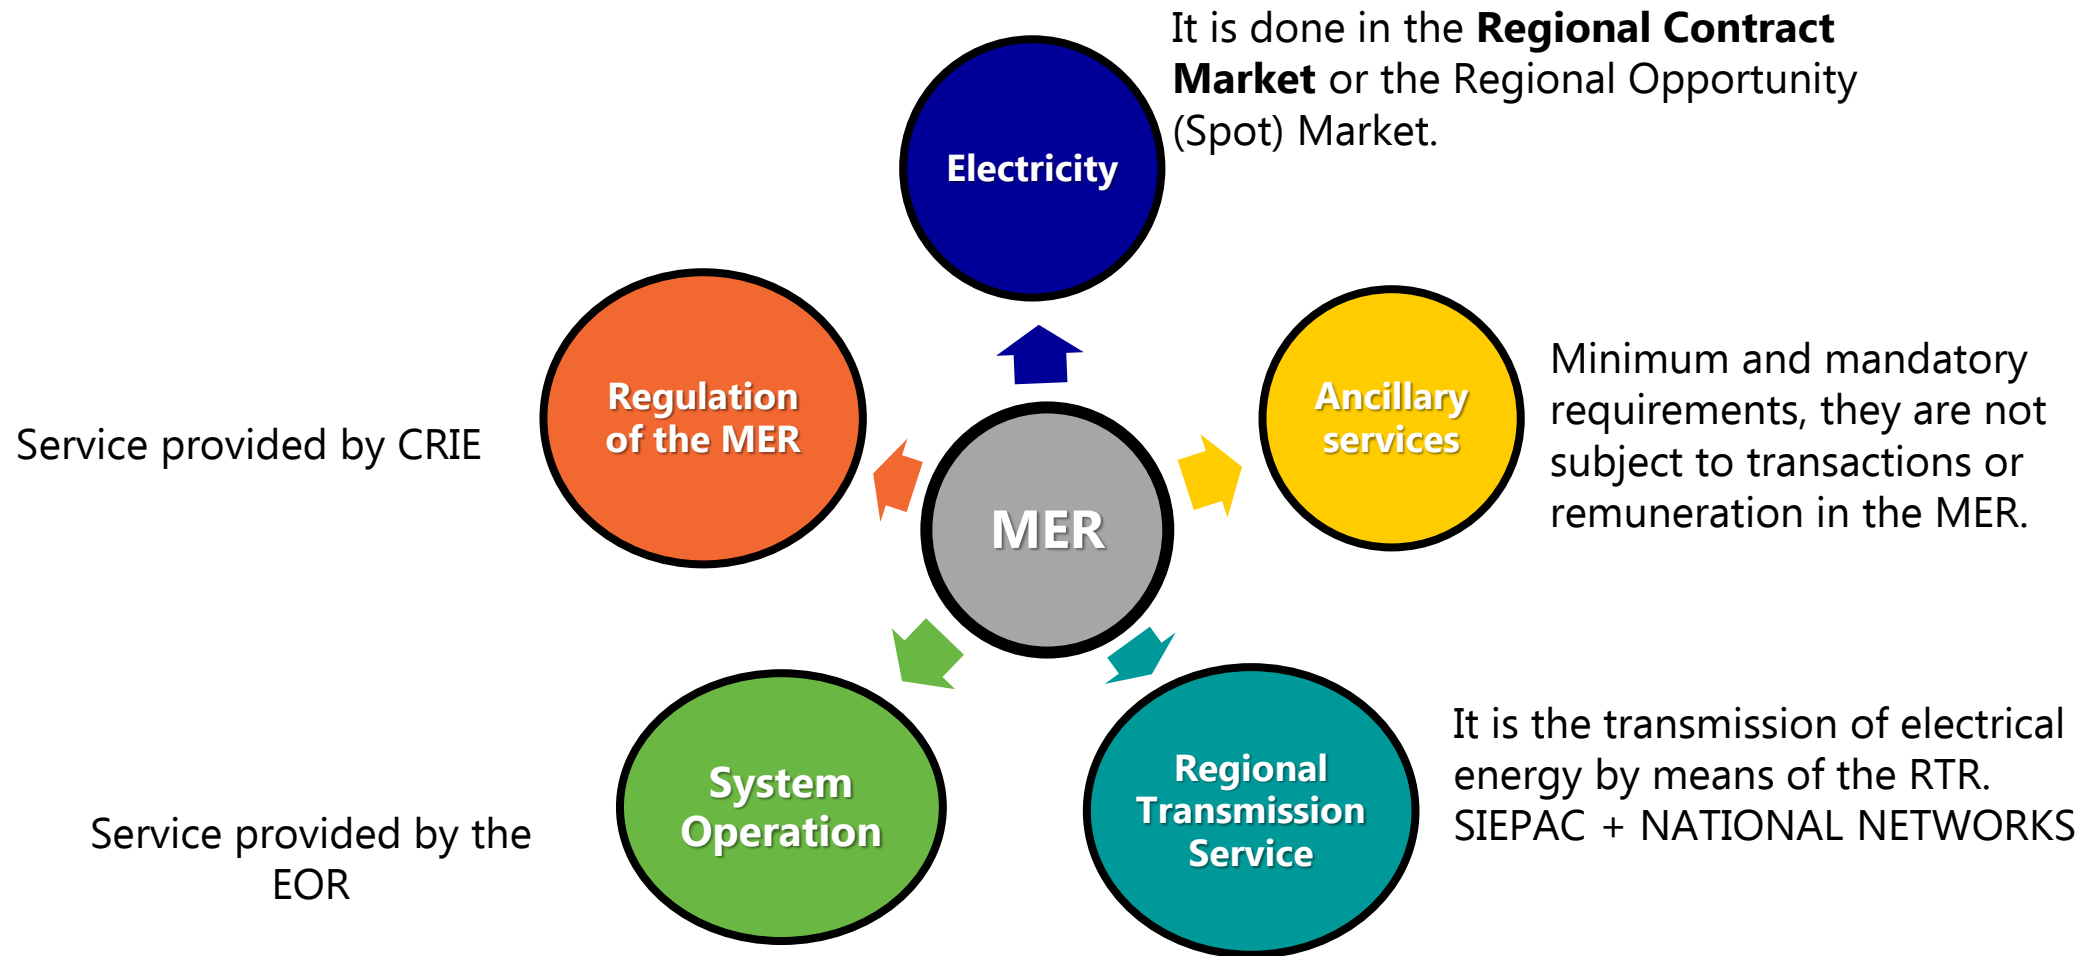 It is done in the Regional Contract
Market or the Regional Opportunity
(Spot) Market.
Electricity
Regulation
of the MER
Service provided by CRIE
Ancillary
services
Minimum and mandatory
requirements, they are not
subject to transactions or
remuneration in the MER.
MER
System
Operation
Service provided by the
EOR
Regional
Transmission
Service
It is the transmission of electrical
energy by means of the RTR.
SIEPAC + NATIONAL NETWORKS